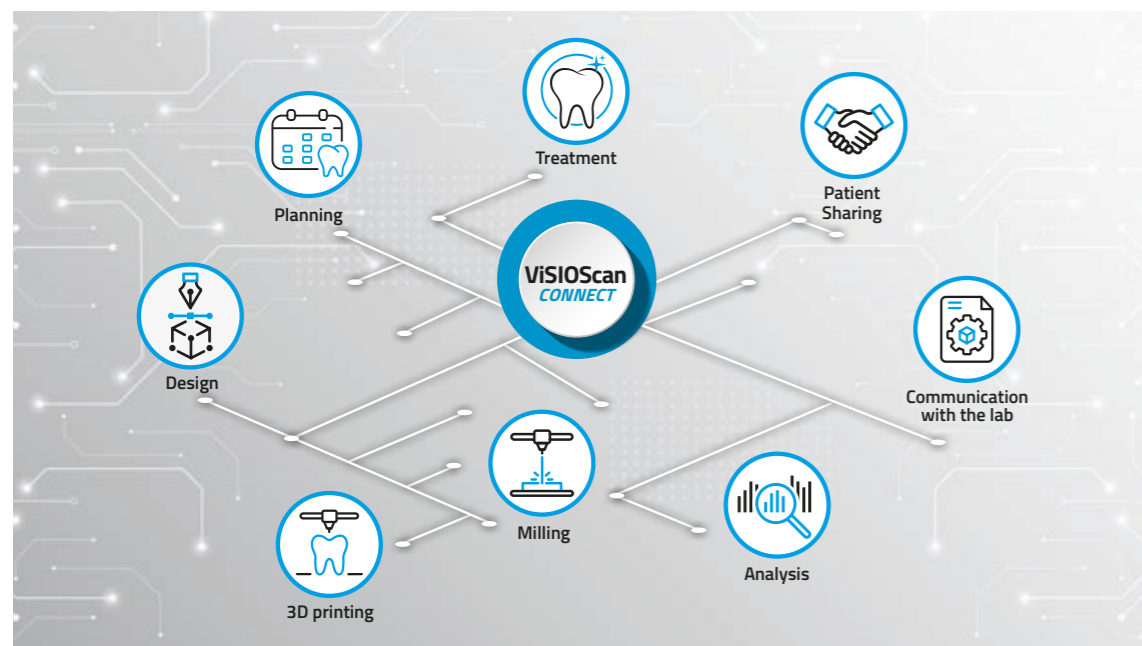 Treatment
Planning
Patient
Sharing
ViSIOScan
CONNECT
Design
Communication
with the lab
Milling
Analysis
3D printing